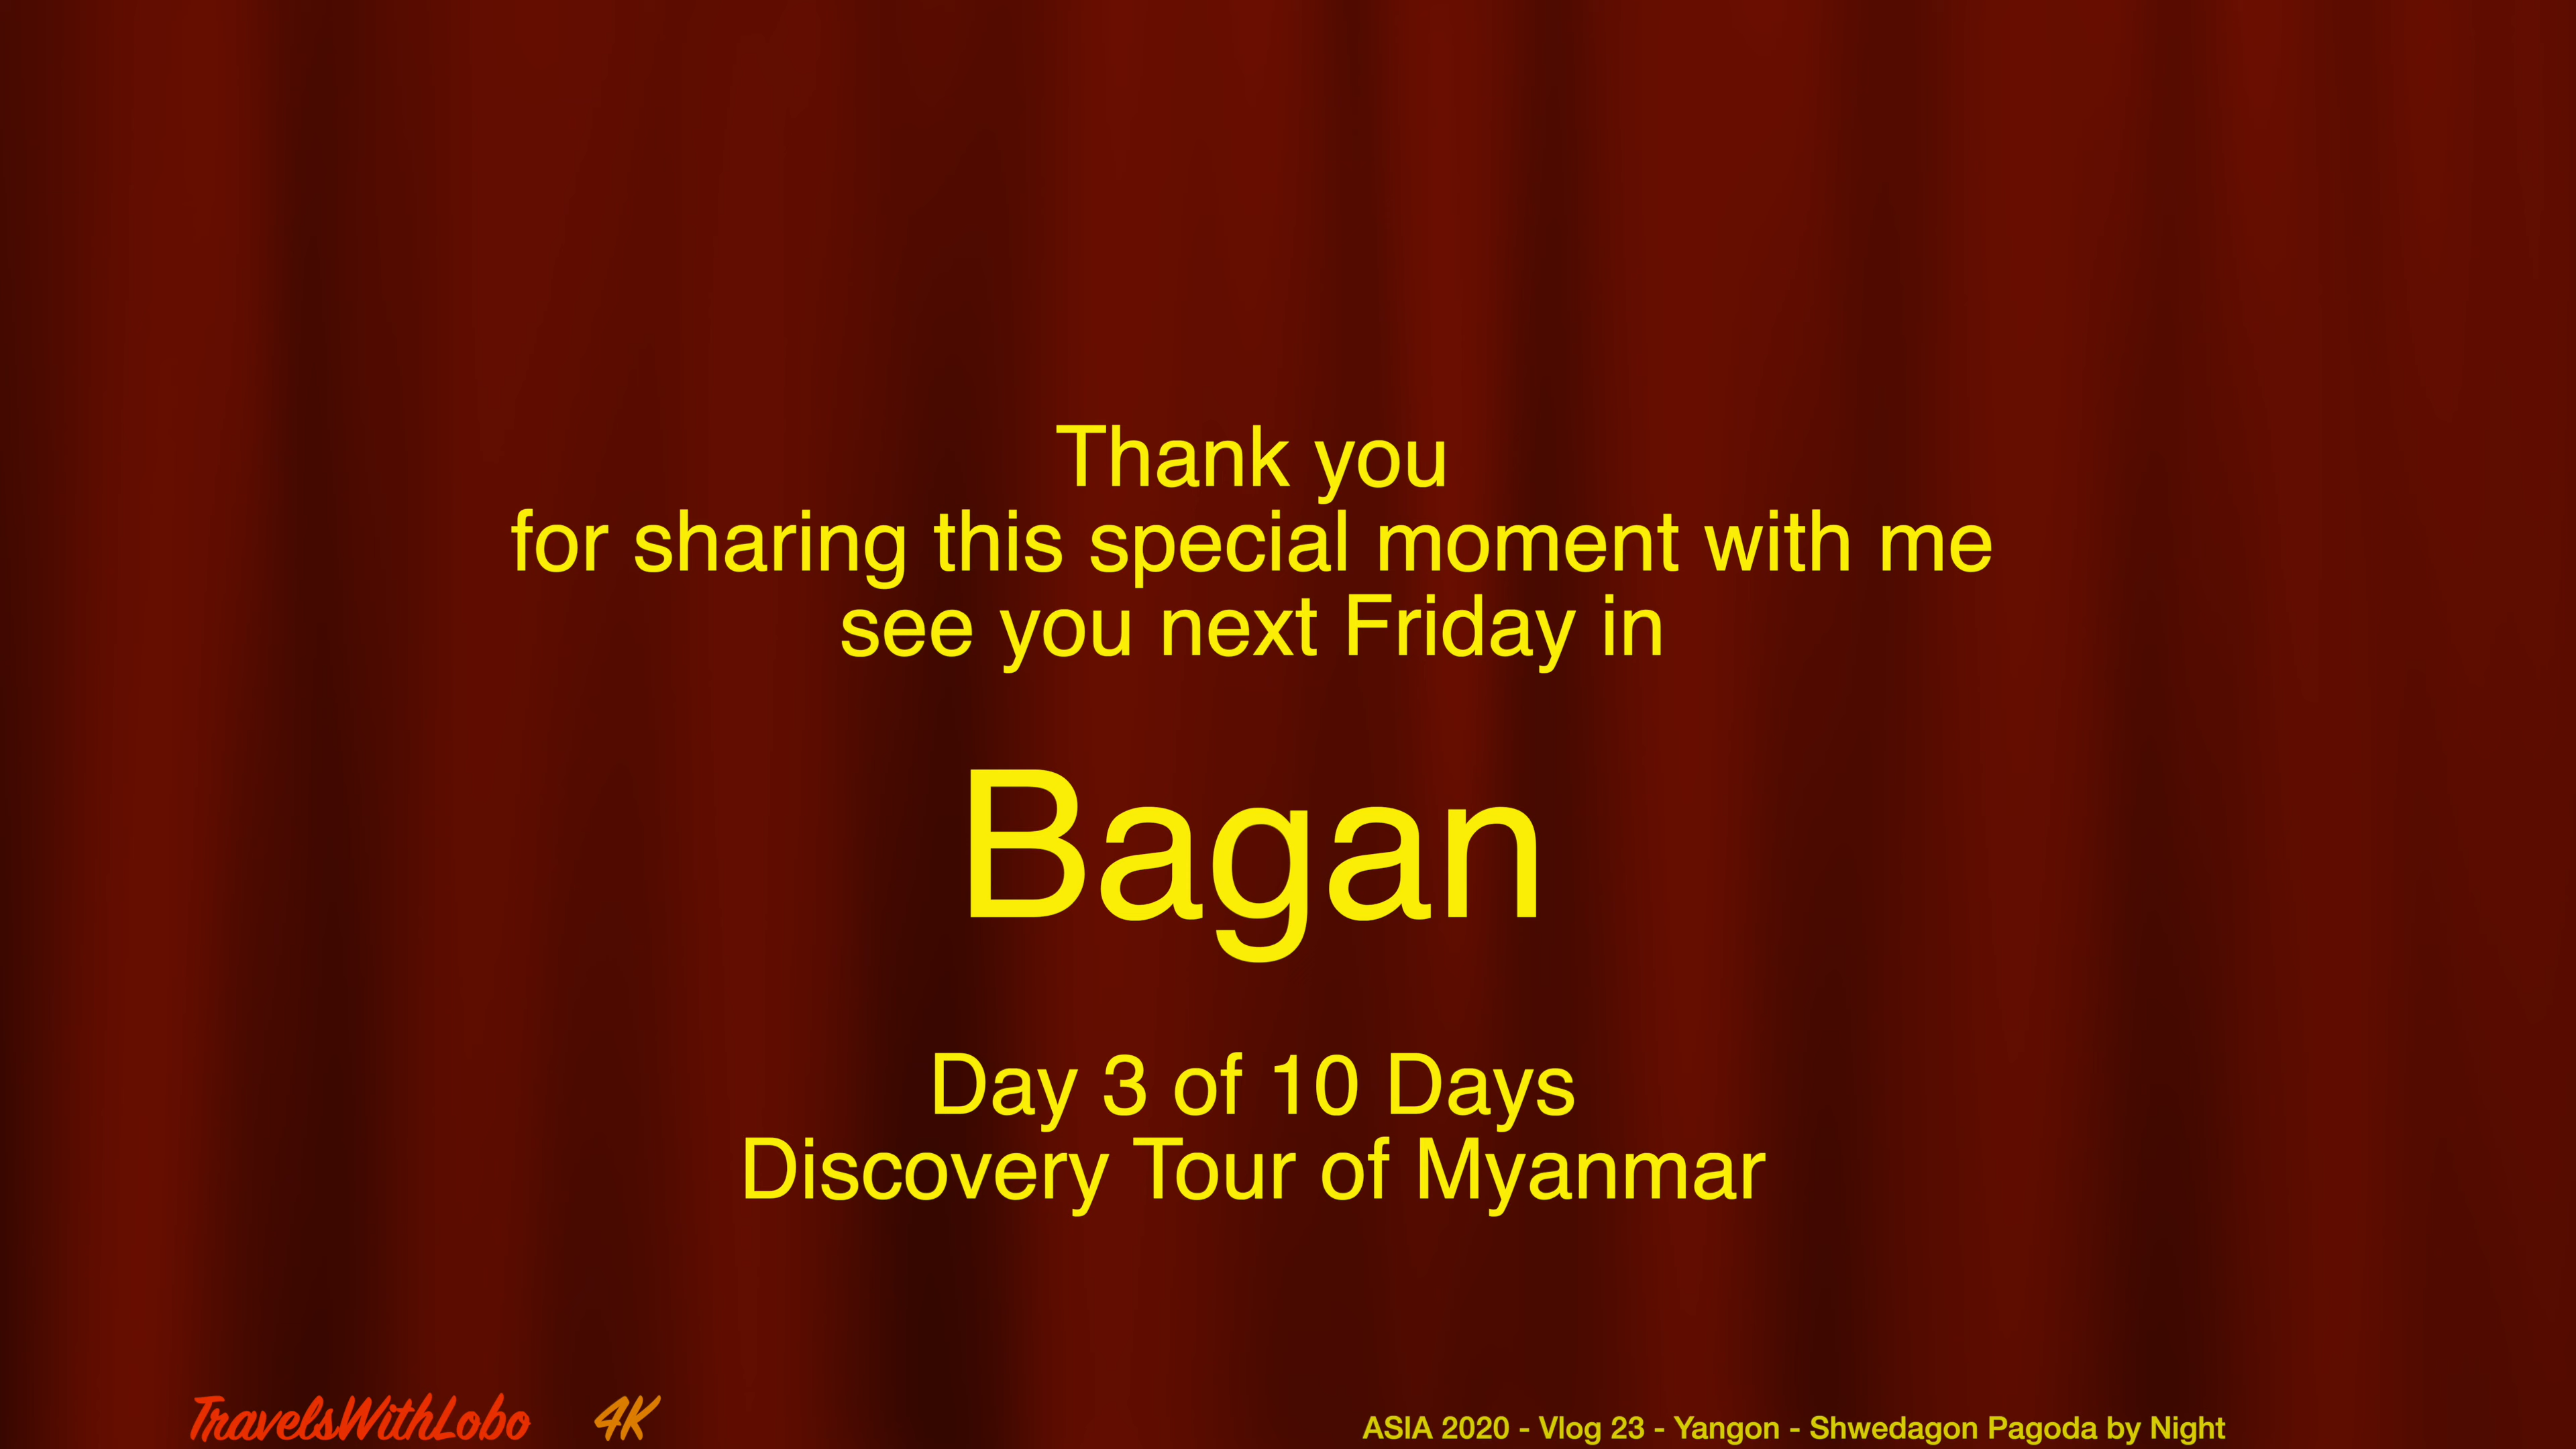 Thank you
for sharing this special moment with me
see you next Friday in
Bagan
Day 3 of 10 Days
Discovery Tour of Myanmar
TravelsWithLobo 4K
ASIA 2020 - Vlog 23 - Yangon - Shwedagon Pagoda by Night